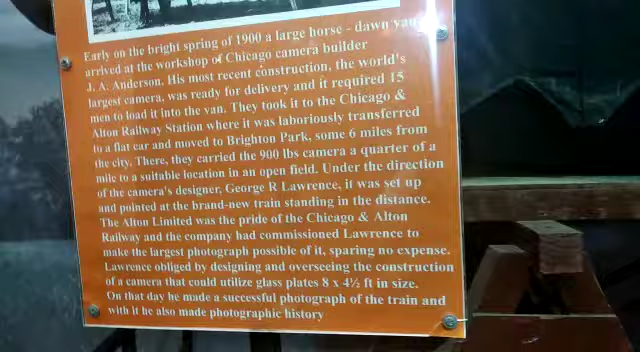 Early on the bright spring of 1900 a large horse - dawn van
arrived at the workshop of Chicago camera builder
J. A. Anderson. His most recent construction, the world's
largest camera, was ready for delivery and it required 15
men to load it into the van. They took it to the Chicago &
Alton Railway Station where it was laboriously transferred
to a flat car and moved to Brighton Park, some 6 miles from
the city. There, they carried the 900 lbs camera a quarter of a
mile to a suitable location in an open field. Under the direction
of the camera's designer, George R Lawrence, it was set up
and pointed at the brand-new train standing in the distance.
The Alton Limited was the pride of the Chicago & Alton
Railway and the company had commissioned Lawrence to
make the largest photograph possible of it, sparing no expense.
Lawrence obliged by designing and overseeing the construction
of a camera that could utilize glass plates 8 x 4½ ft in size.
On that day he made a successful photograph of the train and
with it he also made photographic history